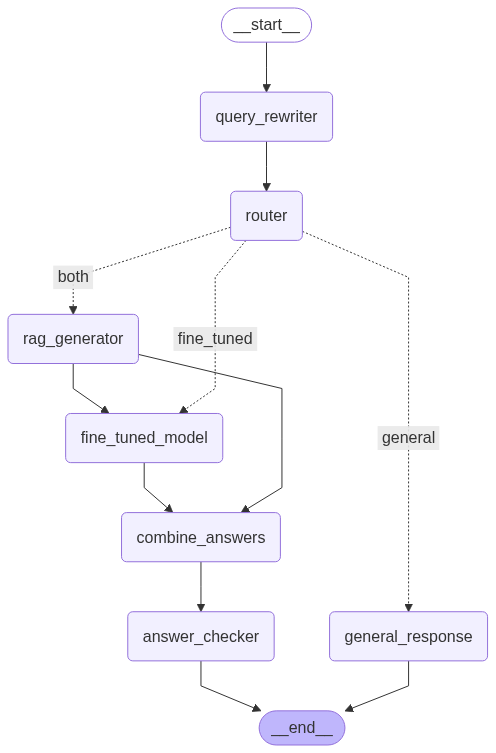 __start__
query_rewriter
router
both
rag_generator
fine_tuned
fine_tuned_model
general
combine_answers
answer_checker
general_response
__end__